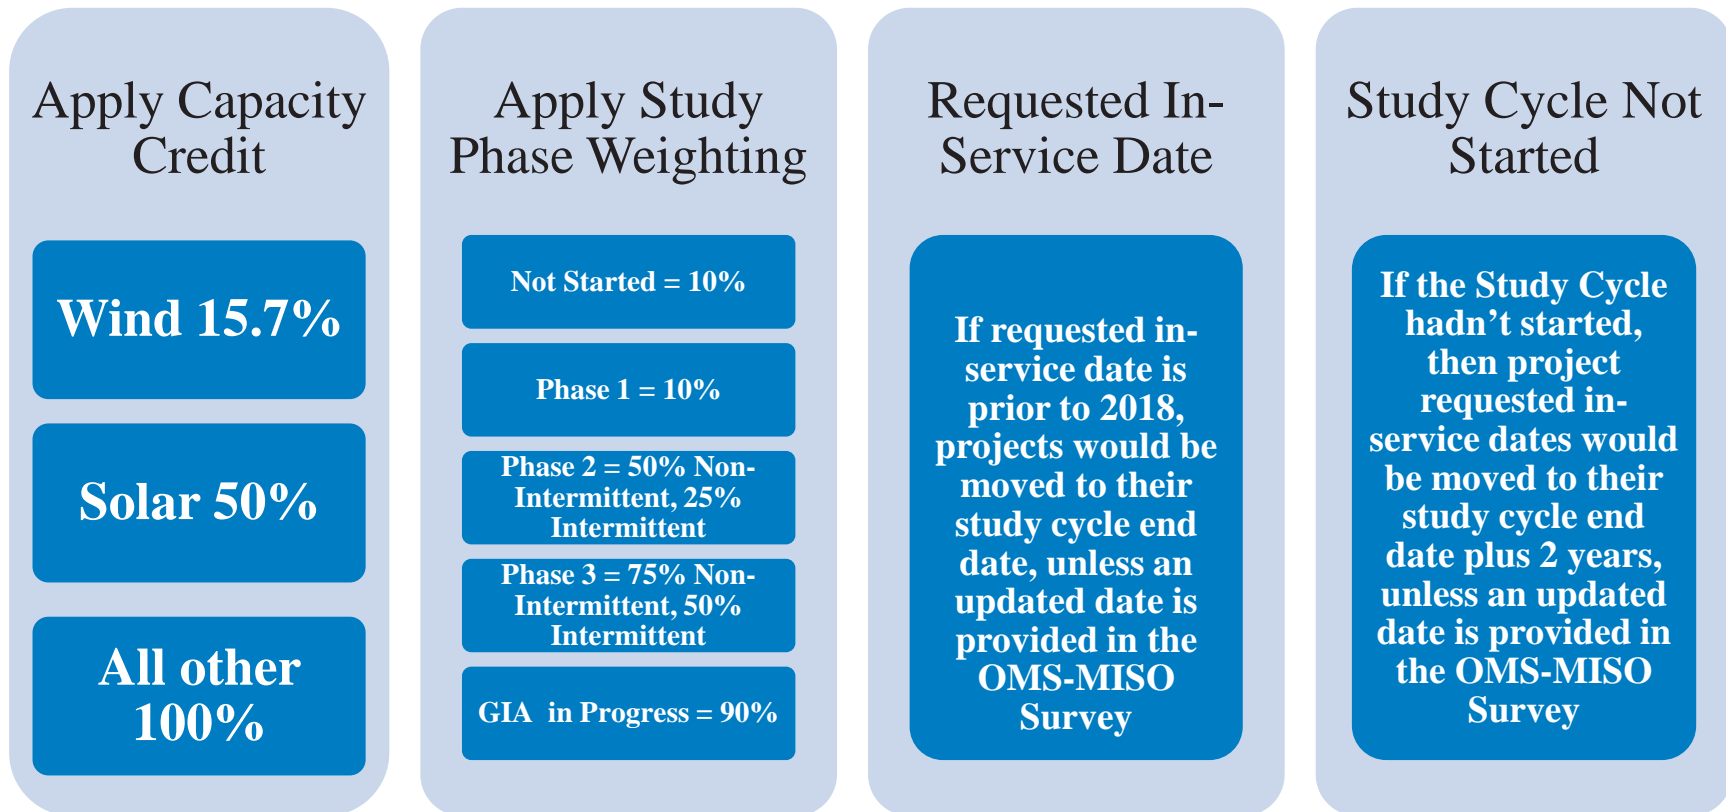 Apply Capacity
Credit
Wind 15.7%
Solar 50%
All other
100%
Apply Study
Phase Weighting
Not Started = 10%
Phase 1 = 10%
Phase 2 = 50% Non-
Intermittent, 25%
Intermittent
Phase 3 = 75% Non-
Intermittent, 50%
Intermittent
GIA in Progress = 90%
Requested In-
Service Date
If requested in-
service date is
prior to 2018,
projects would be
moved to their
study cycle end
date, unless an
updated date is
provided in the
OMS-MISO
Survey
Study Cycle Not
Started
If the Study Cycle
hadn’t started,
then project
requested in-
service dates would
be moved to their
study cycle end
date plus 2 years,
unless an updated
date is provided in
the OMS-MISO
Survey